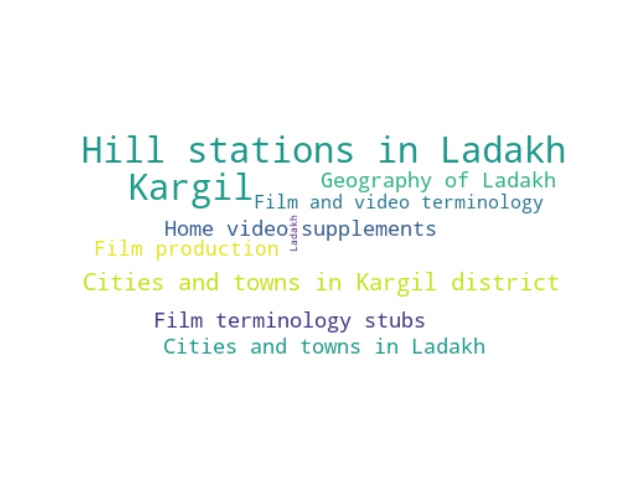 Hill stations in Ladakh
Kargil
Geography of Ladakh
Film and video terminology
Home video supplements
Ladakh
Film production
Cities and towns in Kargil district
Film terminology stubs
Cities and towns in Ladakh